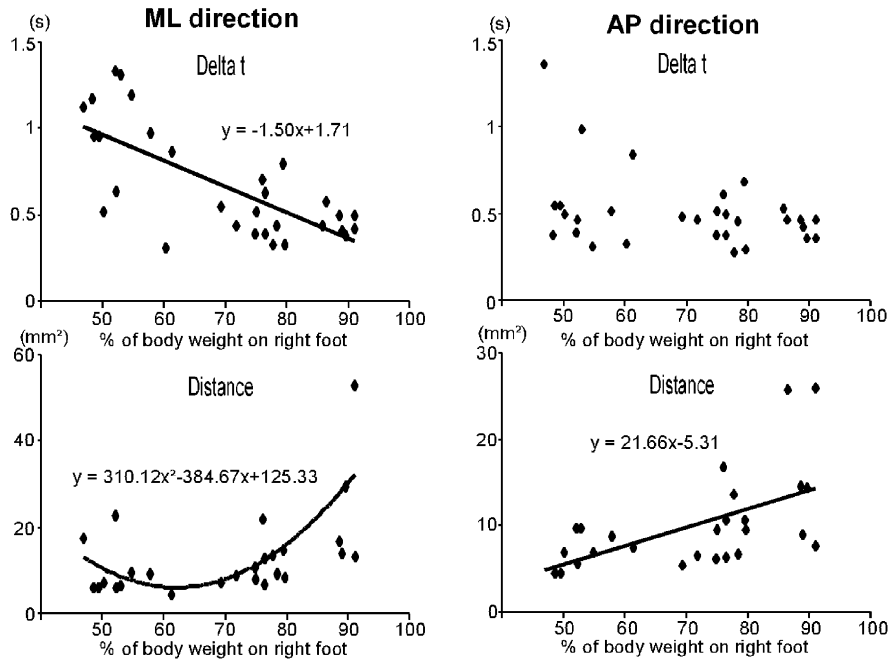 ML direction
(s)
1.5
Delta t
y = -1.50x+1.71
1
0.5
0
50 60 70 80 90 100
% of body weight on right foot
AP direction
(s)
1.5
Delta t
1
0.5
0
50 60 70 80 90 100
% of body weight on right foot
(mm²)
60
Distance
40
y = 310.12x²-384.67x+125.33
20
0
50 60 70 80 90 100
% of body weight on right foot
(mm²)
30
Distance
y = 21.66x-5.31
20
10
0
50 60 70 80 90 100
% of body weight on right foot